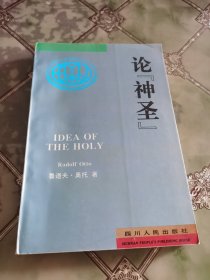 论『神圣』
IDEA OF
THE HOLY
Rudolf Otto
鲁道夫·奥托 著
四川人民出版社
SICHUAN PEOPLE'S PUBLISHING HOUSE